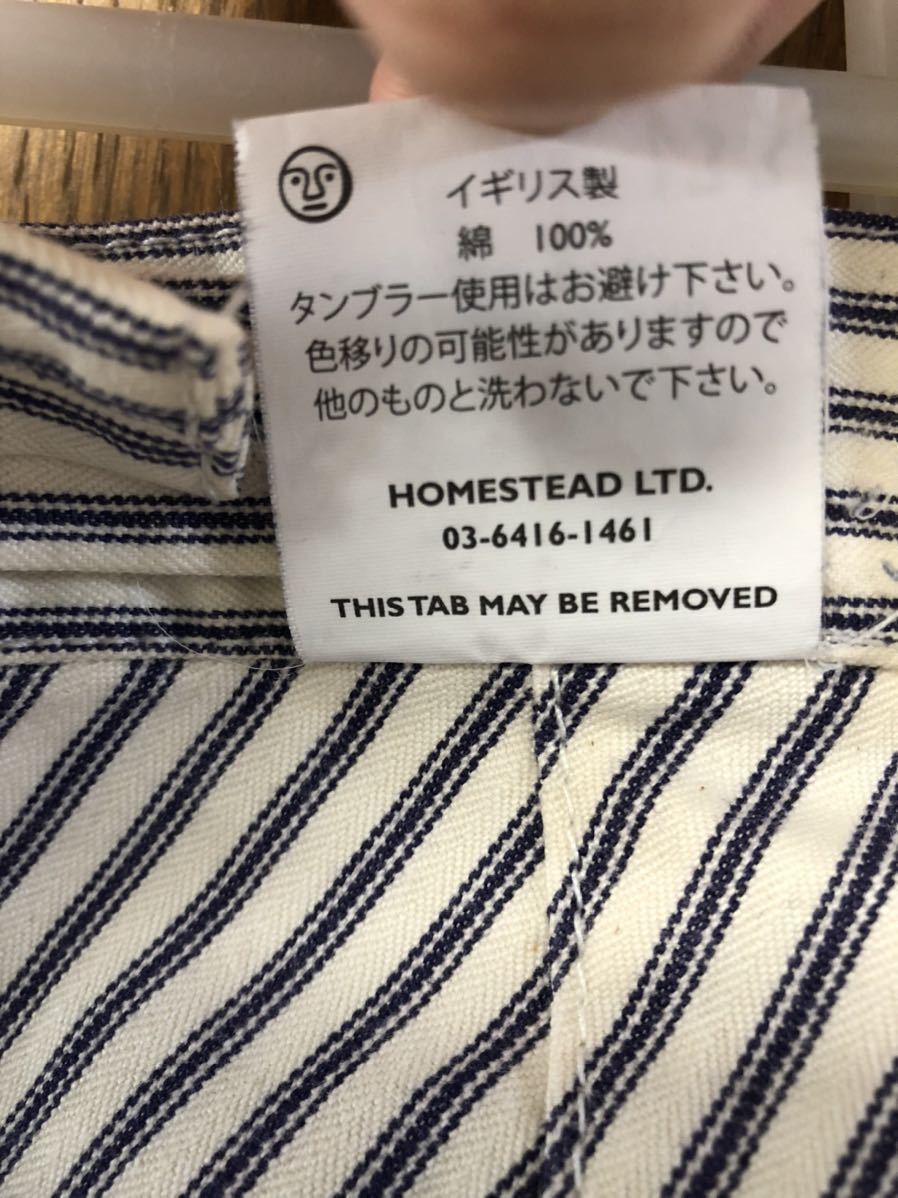 イギリス製
綿 100%
タンブラー使用はお避け下さい。
色移りの可能性がありますので
他のものと洗わないで下さい。
HOMESTEAD LTD.
03-6416-1461
THIS TAB MAY BE REMOVED